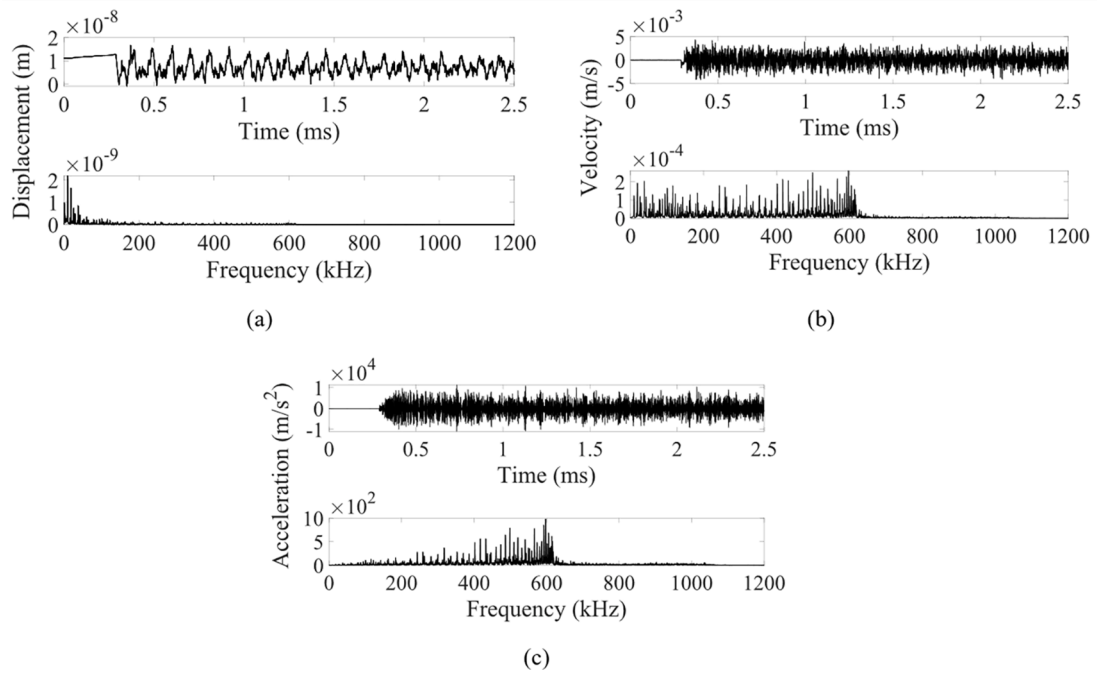 ×10⁻⁸
2
1
0
0 0.5 1 1.5 2 2.5
Time (ms)
Displacement (m)
×10⁻⁹
2
1
0
0 200 400 600 800 1000 1200
Frequency (kHz)
(a)
×10⁻³
5
0
-5
0.5 1 1.5 2 2.5
Time (ms)
Velocity (m/s)
×10⁻⁴
2
1
0
0 200 400 600 800 1000 1200
Frequency (kHz)
(b)
×10⁴
1
0
-1
0 0.5 1 1.5 2 2.5
Time (ms)
Acceleration (m/s²)
×10²
10
5
0
0 200 400 600 800 1000 1200
Frequency (kHz)
(c)